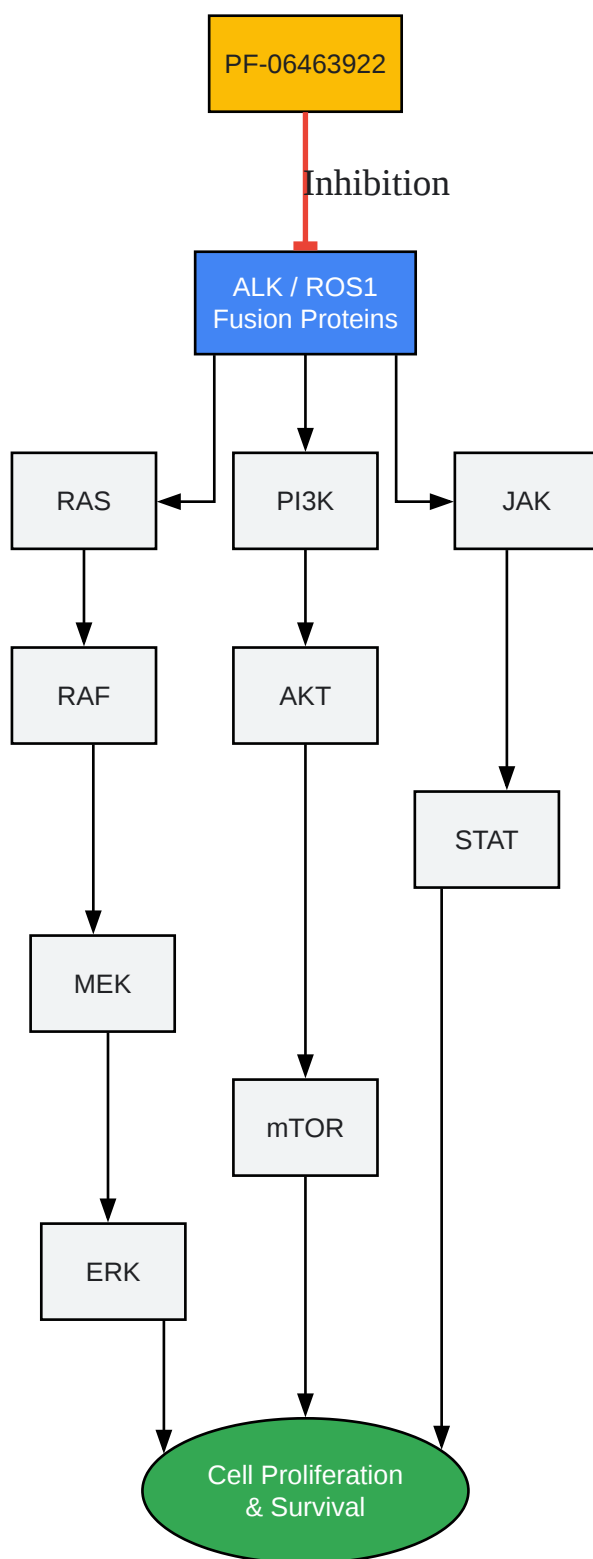 PF-06463922
Inhibition
ALK / ROS1
Fusion Proteins
RAS
PI3K
JAK
RAF
AKT
STAT
MEK
mTOR
ERK
Cell Proliferation
& Survival